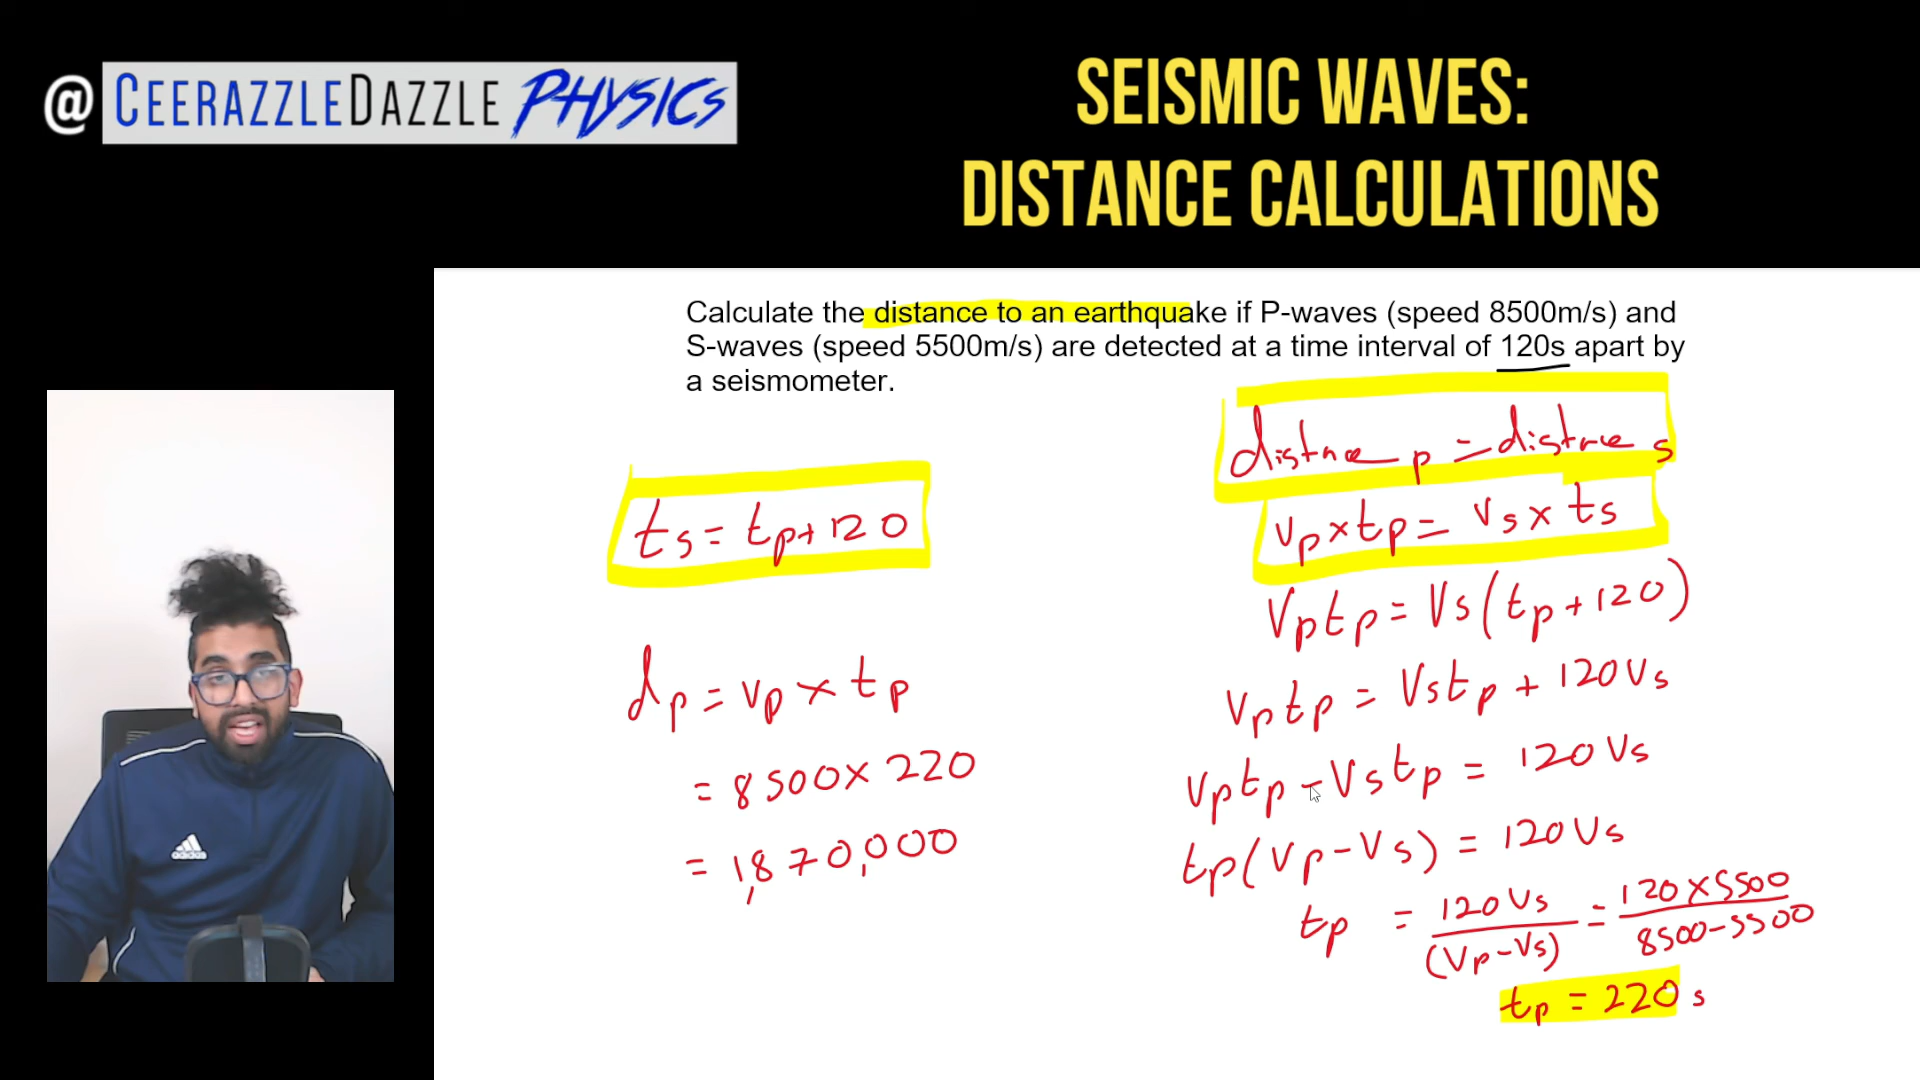 @ CEERAZZLEDAZZLE PHYSICS
SEISMIC WAVES:
DISTANCE CALCULATIONS
Calculate the distance to an earthquake if P-waves (speed 8500m/s) and
S-waves (speed 5500m/s) are detected at a time interval of 120s apart by
a seismometer.
distnce p = distnce s
ts = tp+120
vp × tp = vs × ts
Vptp = Vs(tp+120)
vptp = Vstp + 120Vs
vptp - Vstp = 120Vs
tp(Vp-Vs) = 120Vs
tp = 120Vs/(Vp-Vs) = 120×5500/8500-5500
tp = 220 s
dp = vp × tp
= 8500 × 220
= 1,870,000